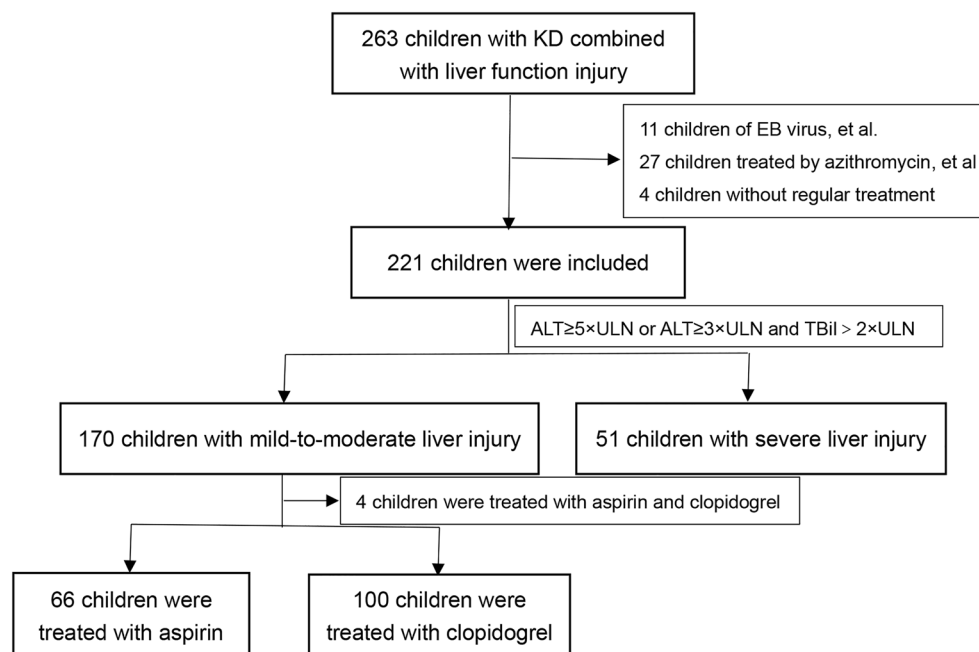 263 children with KD combined
with liver function injury
11 children of EB virus, et al.
27 children treated by azithromycin, et al
4 children without regular treatment
221 children were included
ALT≥5×ULN or ALT≥3×ULN and TBil﹥2×ULN
170 children with mild-to-moderate liver injury
51 children with severe liver injury
4 children were treated with aspirin and clopidogrel
66 children were
treated with aspirin
100 children were
treated with clopidogrel